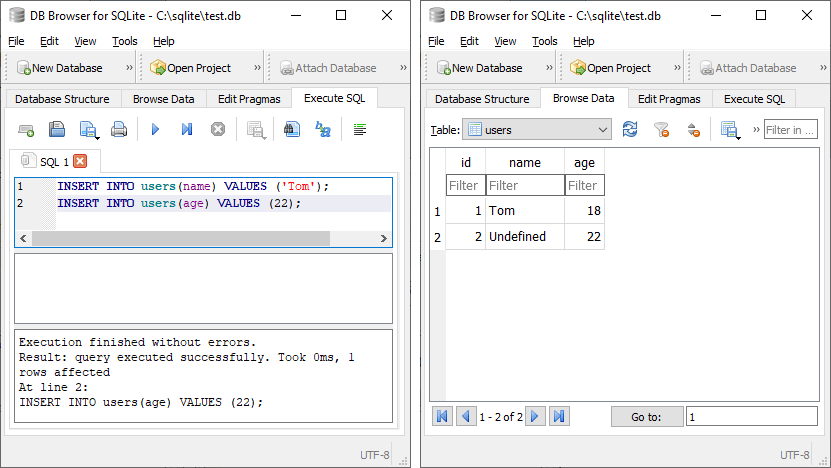 DB Browser for SQLite - C:\sqlite\test.db
File Edit View Tools Help
New Database » Open Project » Attach Database »
Database Structure Browse Data Edit Pragmas Execute SQL
SQL 1
1 INSERT INTO users(name) VALUES ('Tom');
2 INSERT INTO users(age) VALUES (22);
Execution finished without errors.
Result: query executed successfully. Took 0ms, 1
rows affected
At line 2:
INSERT INTO users(age) VALUES (22);
UTF-8
DB Browser for SQLite - C:\sqlite\test.db
File Edit View Tools Help
New Database » Open Project » Attach Database »
Database Structure Browse Data Edit Pragmas Execute SQL
Table: users » Filter in ...
id name age
Filter Filter Filter
1 1 Tom 18
2 2 Undefined 22
1 - 2 of 2 Go to: 1
UTF-8